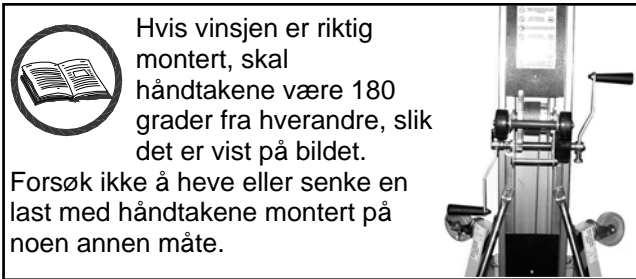 Hvis vinsjen er riktig
montert, skal
håndtakene være 180
grader fra hverandre, slik
det er vist på bildet.
Forsøk ikke å heve eller senke en
last med håndtakene montert på
noen annen måte.